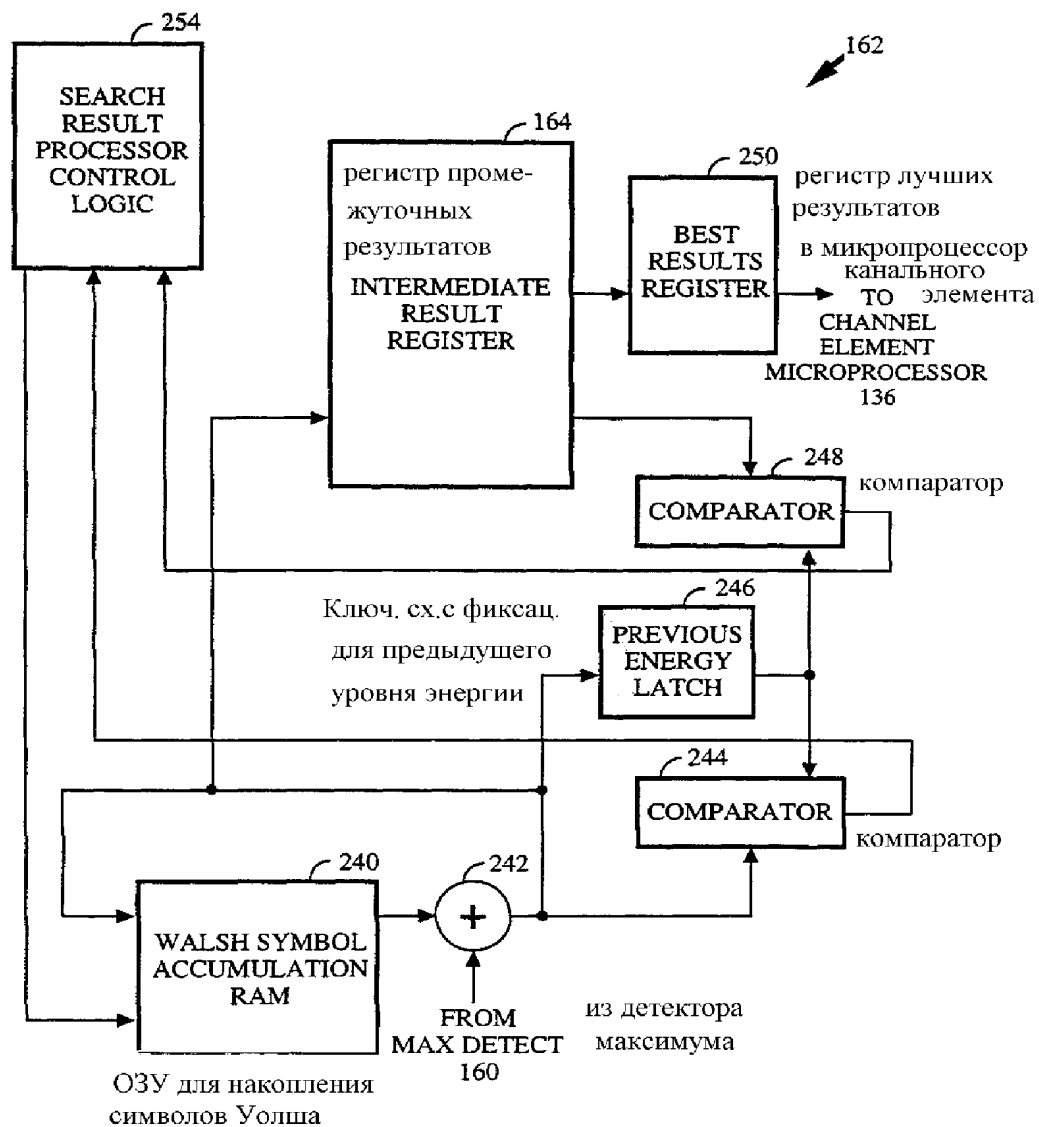 254
162
SEARCH
RESULT
PROCESSOR
CONTROL
LOGIC
164
регистр проме-
жуточных
результатов
INTERMEDIATE
RESULT
REGISTER
250
BEST
RESULTS
REGISTER
регистр лучших
результатов
в микропроцессор
канального
элемента
TO
CHANNEL
ELEMENT
MICROPROCESSOR
136
248
COMPARATOR
компаратор
246
Ключ. сх.с фиксац.
для предыдущего
уровня энергии
PREVIOUS
ENERGY
LATCH
244
COMPARATOR
компаратор
240
WALSH SYMBOL
ACCUMULATION
RAM
242
+
FROM
MAX DETECT
160
из детектора
максимума
ОЗУ для накопления
символов Уолша